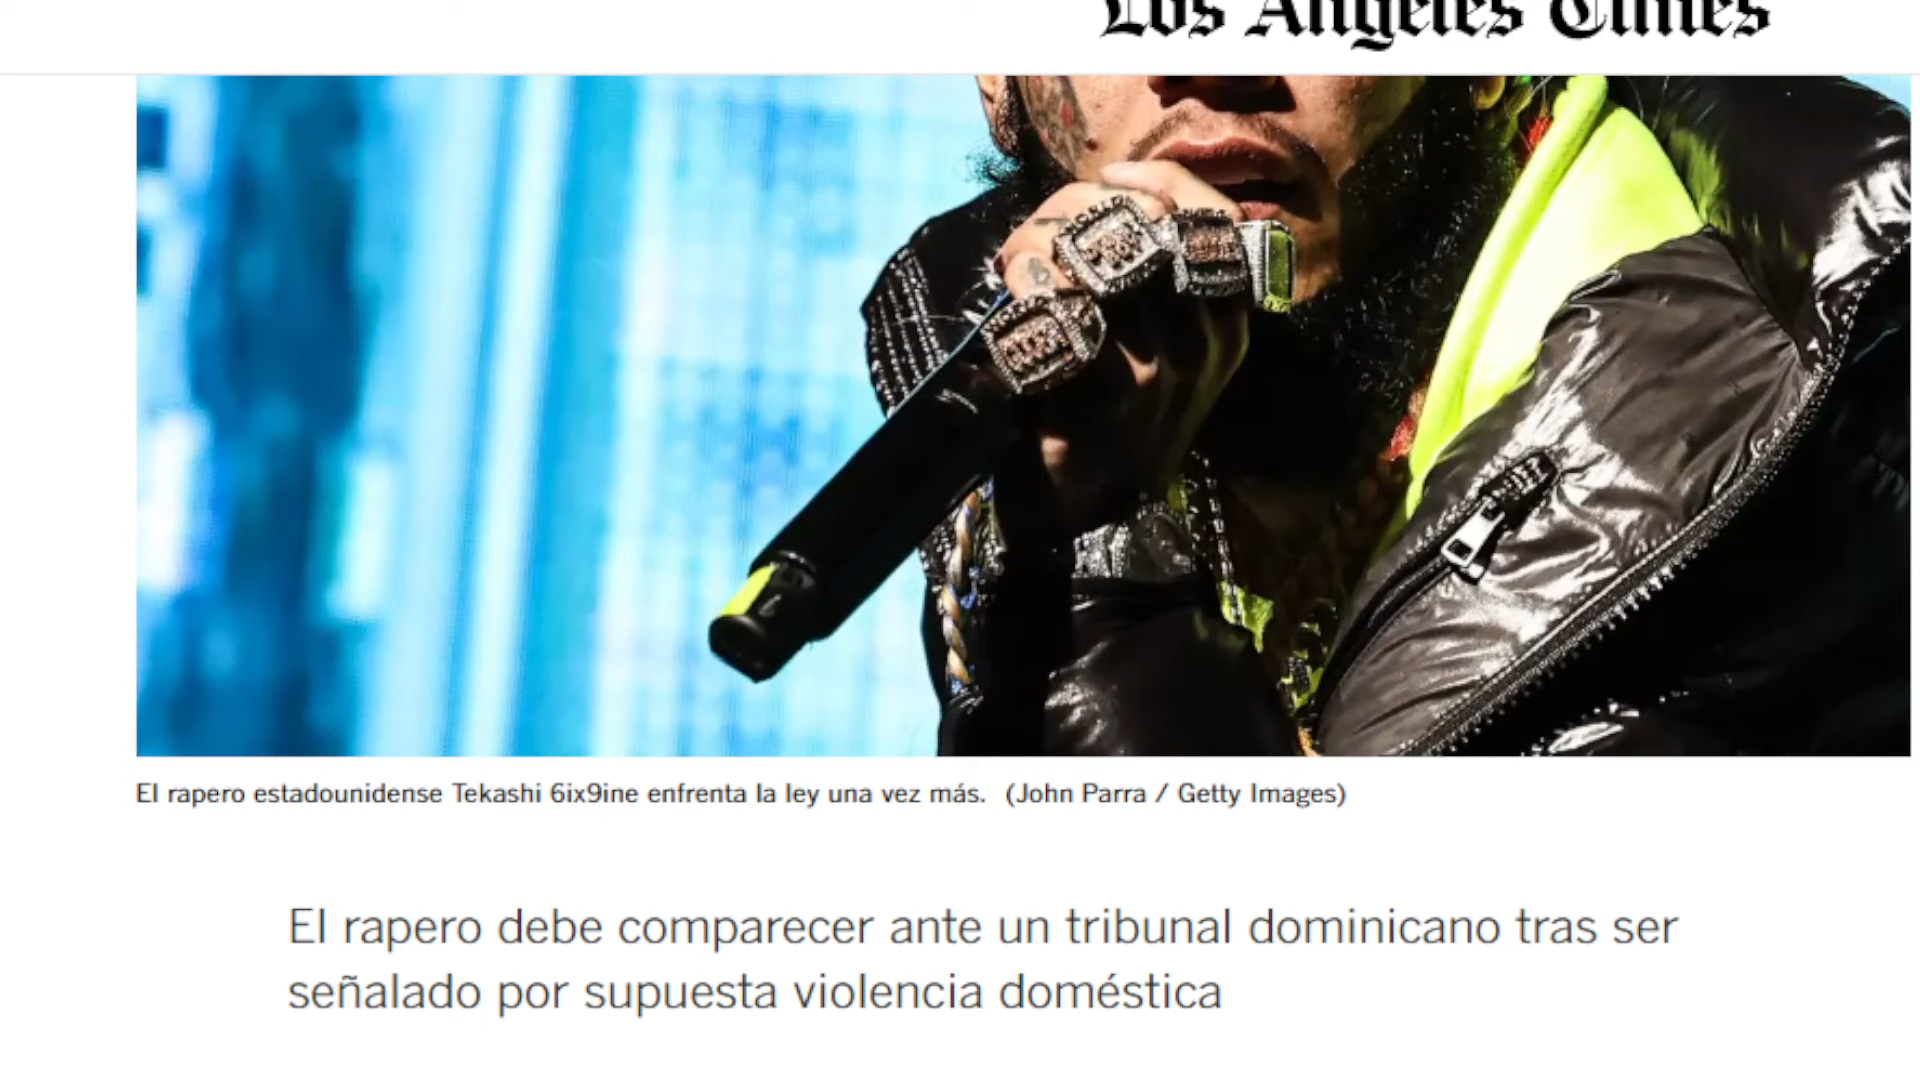 Los Angeles Times
El rapero estadounidense Tekashi 6ix9ine enfrenta la ley una vez más. (John Parra / Getty Images)
El rapero debe comparecer ante un tribunal dominicano tras ser
señalado por supuesta violencia doméstica